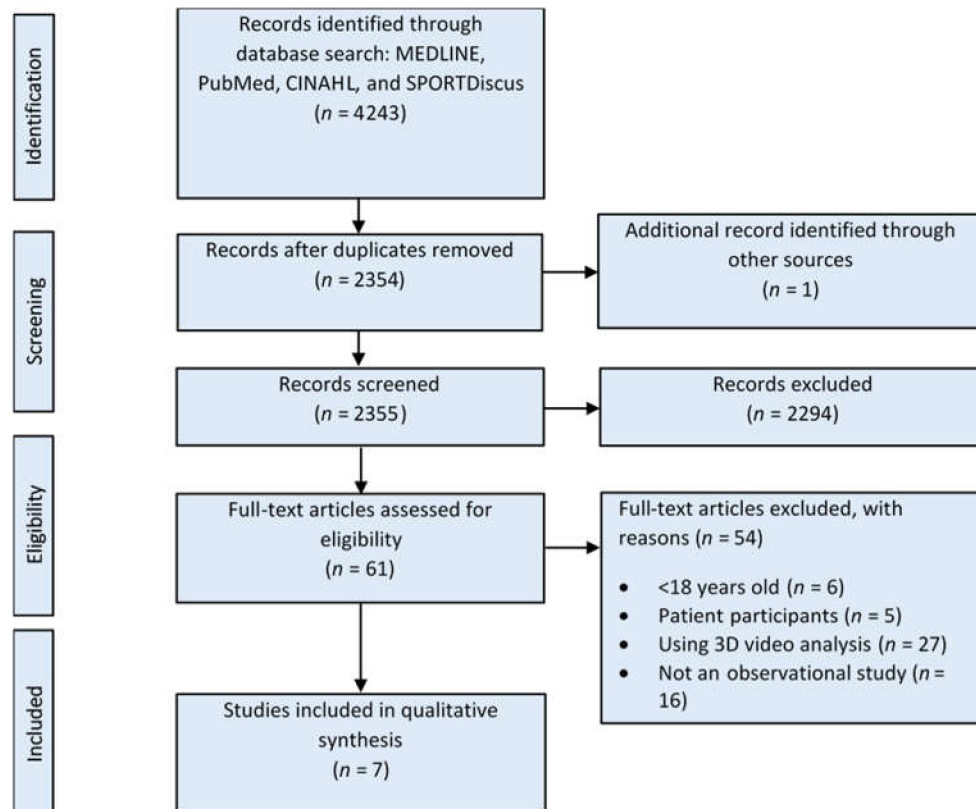 Identification
Records identified through
database search: MEDLINE,
PubMed, CINAHL, and SPORTDiscus
(n = 4243)
Screening
Records after duplicates removed
(n = 2354)
Additional record identified through
other sources
(n = 1)
Records screened
(n = 2355)
Records excluded
(n = 2294)
Eligibility
Full-text articles assessed for
eligibility
(n = 61)
Full-text articles excluded, with
reasons (n = 54)
• <18 years old (n = 6)
• Patient participants (n = 5)
• Using 3D video analysis (n = 27)
• Not an observational study (n =
16)
Included
Studies included in qualitative
synthesis
(n = 7)